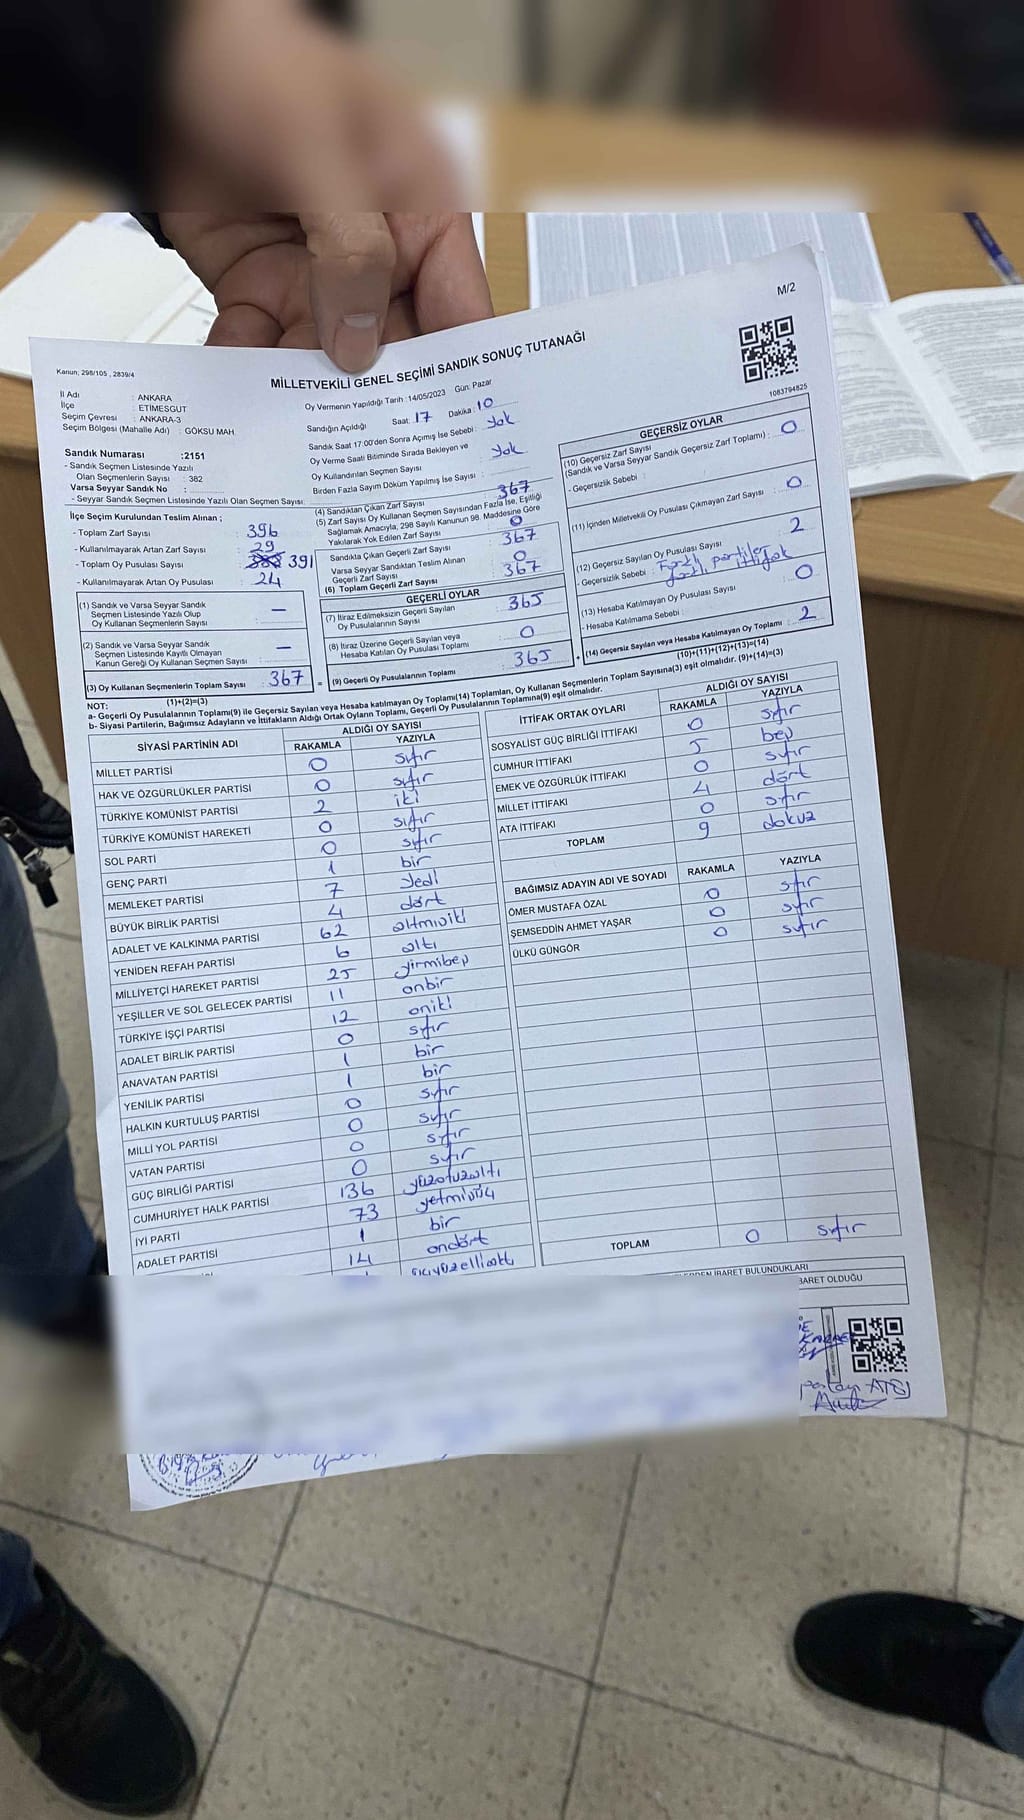 M/2
Kanun, 298/105 , 2839/4
MİLLETVEKİLİ GENEL SEÇİMİ SANDIK SONUÇ TUTANAĞI
1083794825
İl Adı : ANKARA
İlçe : ETİMESGUT
Seçim Çevresi : ANKARA-3
Seçim Bölgesi (Mahalle Adı) : GÖKSU MAH.
Sandık Numarası :2151
- Sandık Seçmen Listesinde Yazılı
Olan Seçmenlerin Sayısı : 382
Varsa Seyyar Sandık No :
- Seyyar Sandık Seçmen Listesinde Yazılı Olan Seçmen Sayısı:
Oy Vermenin Yapıldığı Tarih : 14/05/2023 Gün: Pazar
Sandığın Açıldığı Saat: 17 Dakika : 10
Sandık Saat 17:00'den Sonra Açımış İse Sebebi : yok
Oy Verme Saati Bitiminde Sırada Bekleyen ve
Oy Kullandırılan Seçmen Sayısı : yok
Birden Fazla Sayım Döküm Yapılmış İse Sayısı :
İlçe Seçim Kurulundan Teslim Alınan ;
- Toplam Zarf Sayısı : 396
- Kullanılmayarak Artan Zarf Sayısı : 29
- Toplam Oy Pusulası Sayısı : 391
- Kullanılmayarak Artan Oy Pusulası : 24
(1) Sandık ve Varsa Seyyar Sandık
Seçmen Listesinde Yazılı Olup
Oy Kullanan Seçmenlerin Sayısı : —
(2) Sandık ve Varsa Seyyar Sandık
Seçmen Listesinde Kayıtlı Olmayan
Kanun Gereği Oy Kullanan Seçmen Sayısı : —
(3) Oy Kullanan Seçmenlerin Toplam Sayısı : 367
(1)+(2)=(3)
(4) Sandıktan Çıkan Zarf Sayısı : 367
(5) Zarf Sayısı Oy Kullanan Seçmen Sayısından Fazla İse, Eşitliği
Sağlamak Amacıyla, 298 Sayılı Kanunun 98. Maddesine Göre
Yakılarak Yok Edilen Zarf Sayısı : 0
Sandıkta Çıkan Geçerli Zarf Sayısı : 367
Varsa Seyyar Sandıktan Teslim Alınan
Geçerli Zarf Sayısı : 0
(6) Toplam Geçerli Zarf Sayısı : 367
GEÇERLİ OYLAR
(7) İtiraz Edimeksizin Geçerli Sayılan
Oy Pusulalarının Sayısı : 365
(8) İtiraz Üzerine Geçerli Sayılan veya
Hesaba Katılan Oy Pusulası Toplamı : 0
= (9) Geçerli Oy Pusulalarının Toplamı : 365
GEÇERSİZ OYLAR
(10) Geçersiz Zarf Sayısı
(Sandık ve Varsa Seyyar Sandık Geçersiz Zarf Toplamı) : 0
- Geçersizlik Sebebi :
(11) İçinden Milletvekili Oy Pusulası Çıkmayan Zarf Sayısı : 0
(12) Geçersiz Sayılan Oy Pusulası Sayısı : 2
- Geçersizlik Sebebi : Farklı partiler
farklı ittifak
(13) Hesaba Katılmayan Oy Pusulası Sayısı : 0
- Hesaba Katılmama Sebebi :
+ (14) Geçersiz Sayılan veya Hesaba Katılmayan Oy Toplamı : 2
(10)+(11)+(12)+(13)=(14)
NOT:
a- Geçerli Oy Pusulalarının Toplamı(9) ile Geçersiz Sayılan veya Hesaba katılmayan Oy Toplamı(14) Toplamları, Oy Kullanan Seçmenlerin Toplam Sayısına(3) eşit olmalıdır. (9)+(14)=(3)
b- Siyasi Partilerin, Bağımsız Adayların ve İttifakların Aldığı Ortak Oyların Toplamı, Geçerli Oy Pusulalarının Toplamına(9) eşit olmalıdır.
SİYASİ PARTİNİN ADI ALDIĞI OY SAYISI
RAKAMLA YAZIYLA
MİLLET PARTİSİ 0 sıfır
HAK VE ÖZGÜRLÜKLER PARTİSİ 0 sıfır
TÜRKİYE KOMÜNİST PARTİSİ 2 iki
TÜRKİYE KOMÜNİST HAREKETİ 0 sıfır
SOL PARTİ 0 sıfır
GENÇ PARTİ 1 bir
MEMLEKET PARTİSİ 7 Yedi
BÜYÜK BİRLİK PARTİSİ 4 dört
ADALET VE KALKINMA PARTİSİ 62 altmışiki
YENİDEN REFAH PARTİSİ 6 altı
MİLLİYETÇİ HAREKET PARTİSİ 25 yirmibeş
YEŞİLLER VE SOL GELECEK PARTİSİ 11 onbir
TÜRKİYE İŞÇİ PARTİSİ 12 oniki
ADALET BİRLİK PARTİSİ 0 sıfır
ANAVATAN PARTİSİ 1 bir
YENİLİK PARTİSİ 1 bir
HALKIN KURTULUŞ PARTİSİ 0 sıfır
MİLLİ YOL PARTİSİ 0 sıfır
VATAN PARTİSİ 0 sıfır
GÜÇ BİRLİĞİ PARTİSİ 0 sıfır
CUMHURİYET HALK PARTİSİ 136 yüzotuzaltı
İYİ PARTİ 73 yetmişüç
ADALET PARTİSİ 1 bir
14 ondört
İTTİFAK ORTAK OYLARI ALDIĞI OY SAYISI
RAKAMLA YAZIYLA
SOSYALİST GÜÇ BİRLİĞİ İTTİFAKI 0 sıfır
CUMHUR İTTİFAKI 5 beş
EMEK VE ÖZGÜRLÜK İTTİFAKI 0 sıfır
MİLLET İTTİFAKI 4 dört
ATA İTTİFAKI 0 sıfır
TOPLAM 9 dokuz
BAĞIMSIZ ADAYIN ADI VE SOYADI RAKAMLA YAZIYLA
ÖMER MUSTAFA ÖZAL 0 sıfır
ŞEMSEDDİN AHMET YAŞAR 0 sıfır
ÜLKÜ GÜNGÖR 0 sıfır
TOPLAM 0 sıfır
İBARET BULUNDUKLARI
BARET OLDUĞU